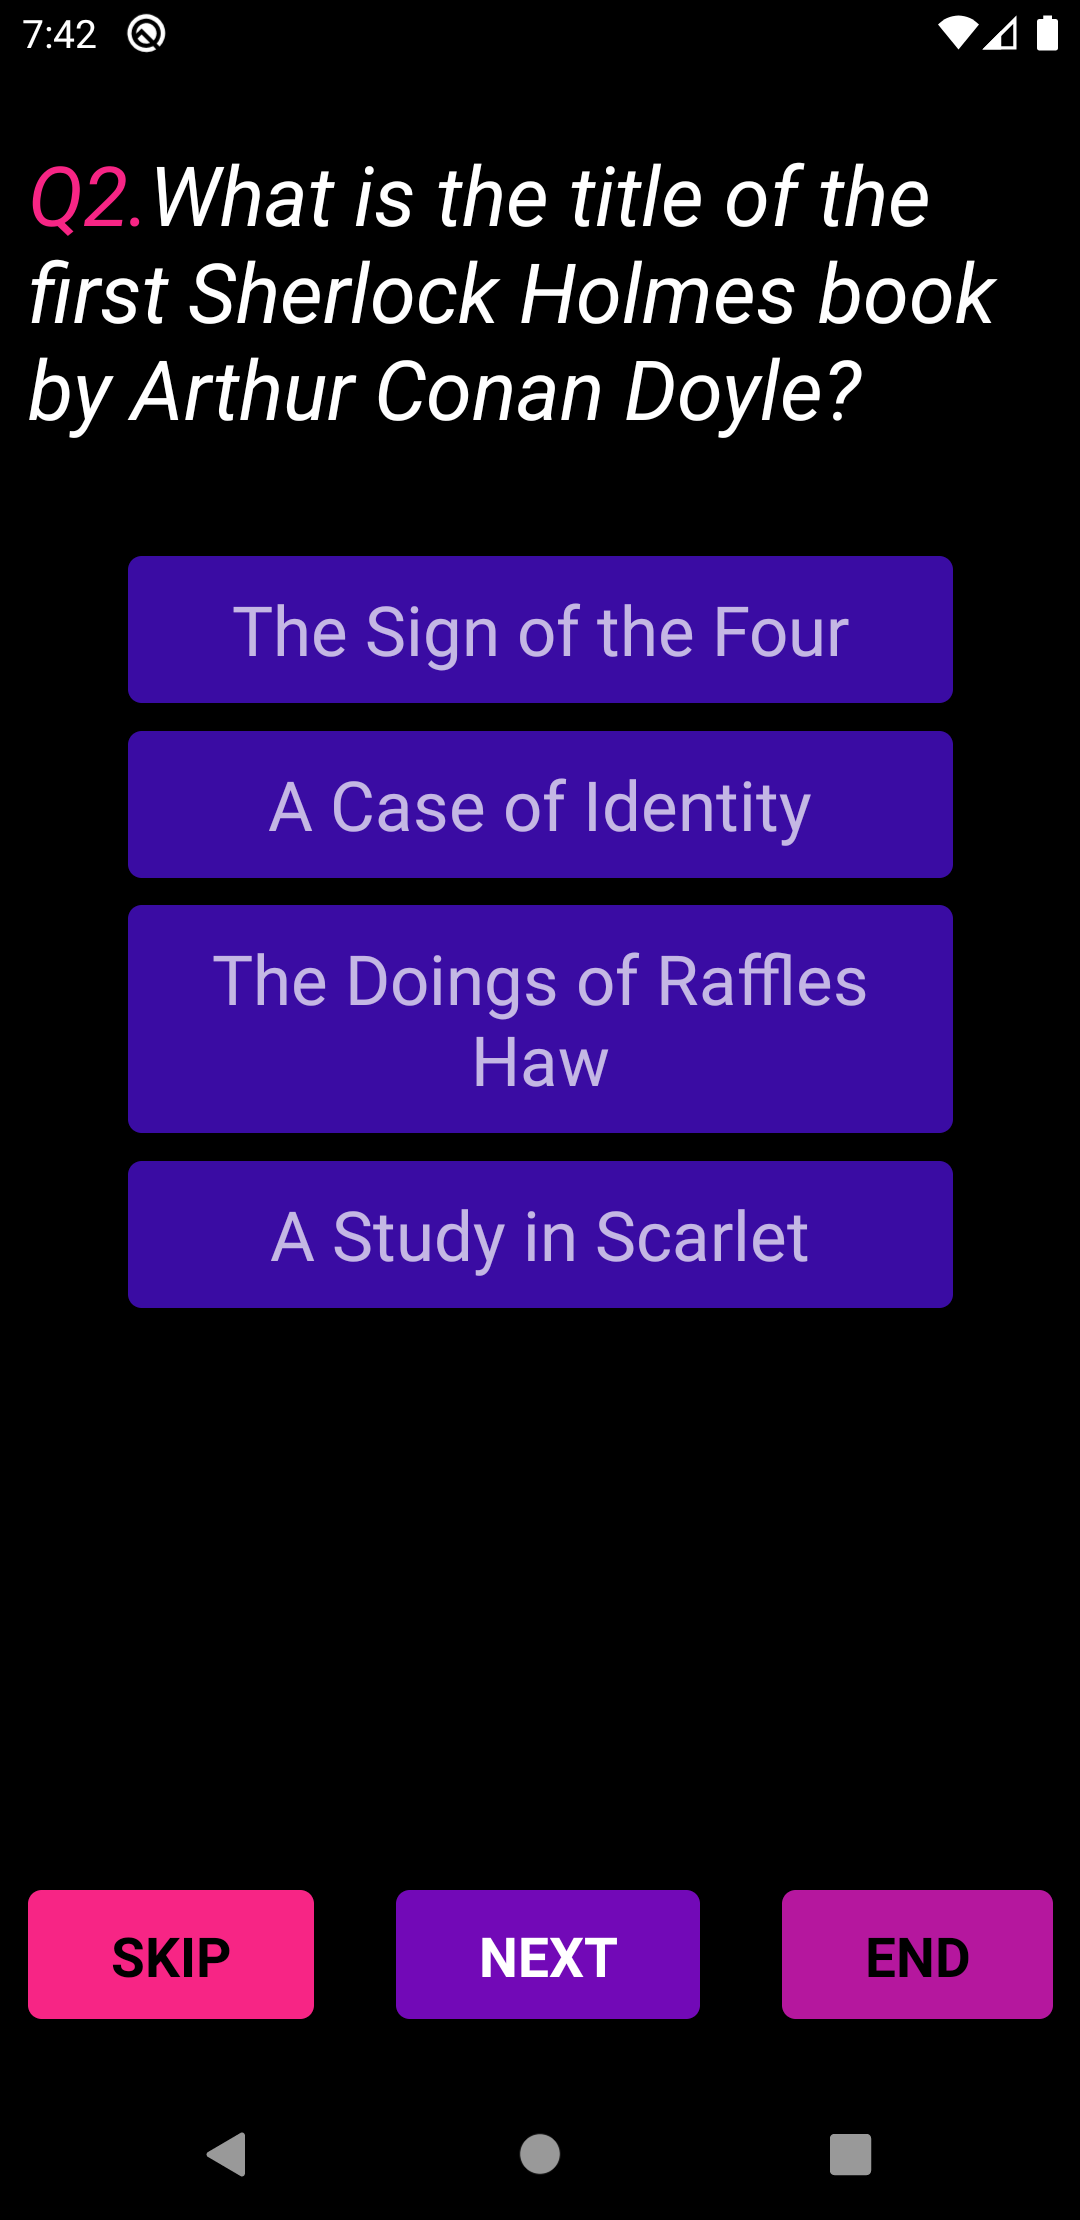 7:42
Q2.What is the title of the
first Sherlock Holmes book
by Arthur Conan Doyle?
The Sign of the Four
A Case of Identity
The Doings of Raffles
Haw
A Study in Scarlet
SKIP NEXT END